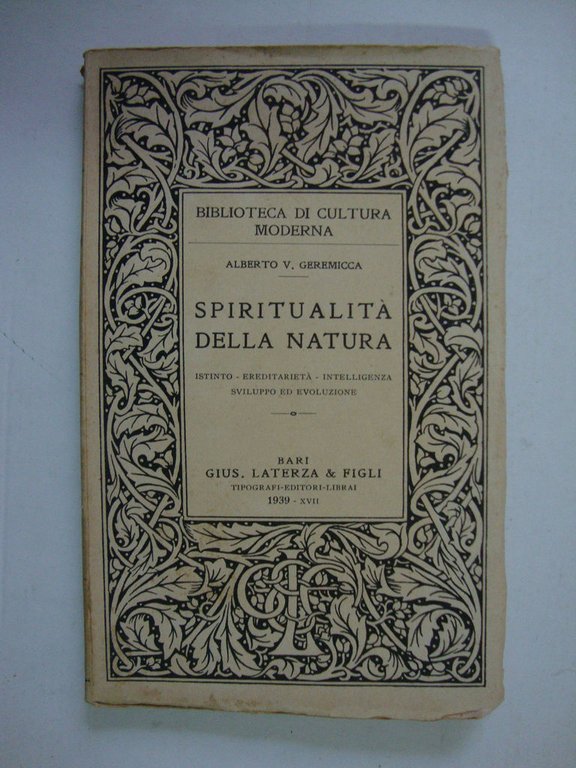 BIBLIOTECA DI CULTURA
MODERNA
ALBERTO V. GEREMICCA
SPIRITUALITÀ
DELLA NATURA
ISTINTO - EREDITARIETÀ - INTELLIGENZA
SVILUPPO ED EVOLUZIONE
BARI
GIUS. LATERZA & FIGLI
TIPOGRAFI-EDITORI-LIBRAI
1939 - XVII